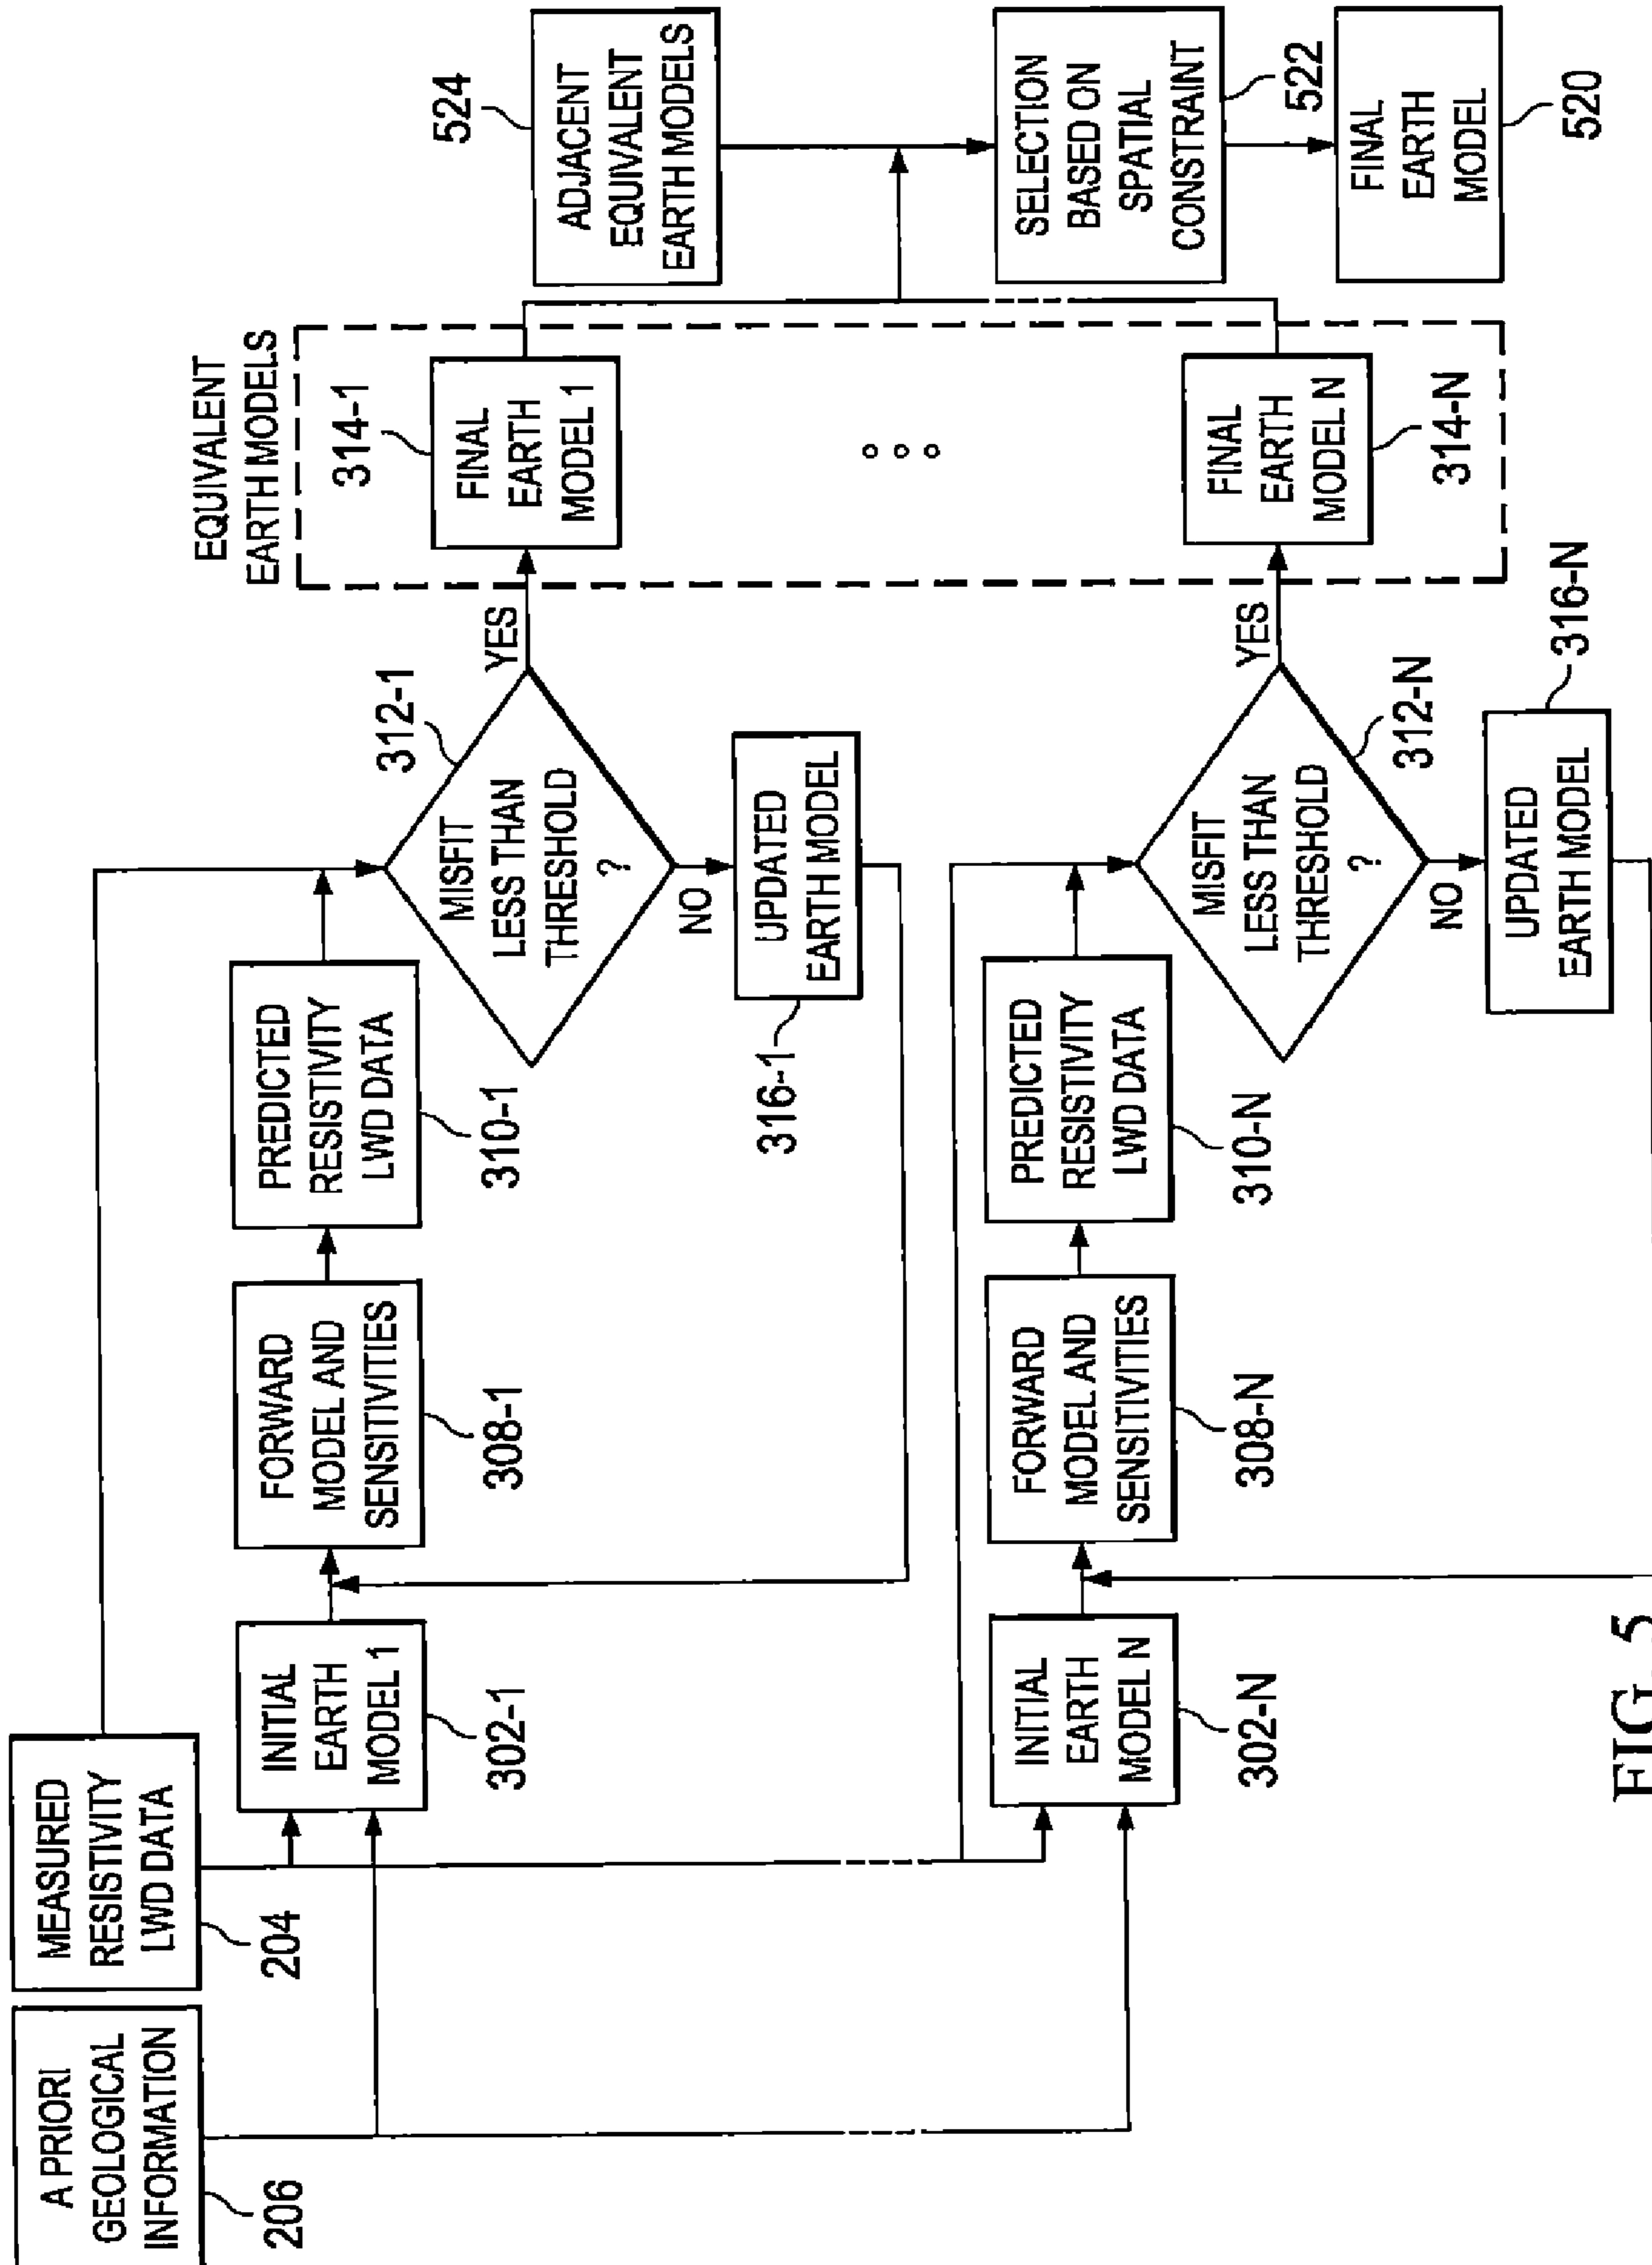 A PRIORI
GEOLOGICAL
INFORMATION
206
MEASURED
RESISTIVITY
LWD DATA
204
INITIAL
EARTH
MODEL 1
302-1
FORWARD
MODEL AND
SENSITIVITIES
308-1
PREDICTED
RESISTIVITY
LWD DATA
310-1
MISFIT
LESS THAN
THRESHOLD
?
312-1
YES
NO
UPDATED
EARTH MODEL
316-1
EQUIVALENT
EARTH MODELS
314-1
FINAL
EARTH
MODEL 1
INITIAL
EARTH
MODEL N
302-N
FORWARD
MODEL AND
SENSITIVITIES
308-N
PREDICTED
RESISTIVITY
LWD DATA
310-N
MISFIT
LESS THAN
THRESHOLD
?
312-N
YES
NO
UPDATED
EARTH MODEL
316-N
FINAL
EARTH
MODEL N
314-N
524
ADJACENT
EQUIVALENT
EARTH MODELS
SELECTION
BASED ON
SPATIAL
CONSTRAINT
522
FINAL
EARTH
MODEL
520
FIG. 5